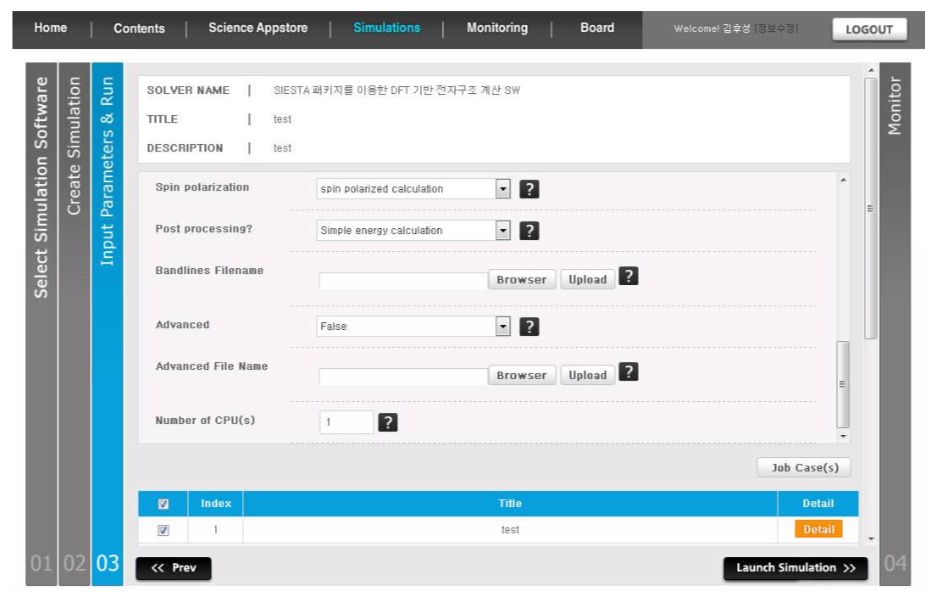 Home | Contents | Science Appstore | Simulations | Monitoring | Board Welcome! 김후성 [정보수정] LOGOUT
Select Simulation Software 01
Create Simulation 02
Input Parameters & Run 03
SOLVER NAME | SIESTA 패키지를 이용한 DFT 기반 전자구조 계산 SW
TITLE | test
DESCRIPTION | test
Spin polarization spin polarized calculation ?
Post processing? Simple energy calculation ?
Bandlines Filename Browser Upload ?
Advanced False ?
Advanced File Name Browser Upload ?
Number of CPU(s) 1 ?
Job Case(s)
Index Title Detail
1 test Detail
<< Prev Launch Simulation >>
Monitor 04